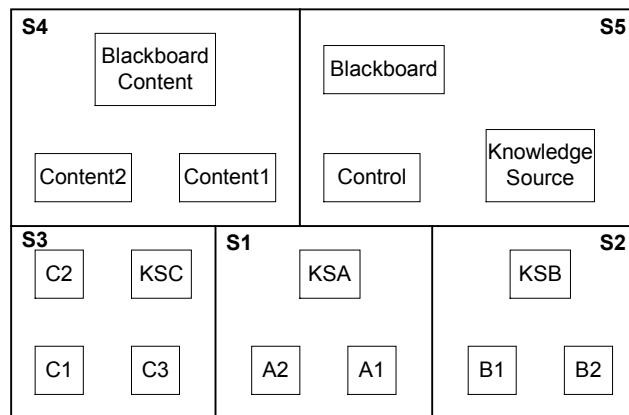 S4
Blackboard
Content
Content2
Content1
S5
Blackboard
Control
Knowledge
Source
S3
C2
KSC
C1
C3
S1
KSA
A2
A1
S2
KSB
B1
B2